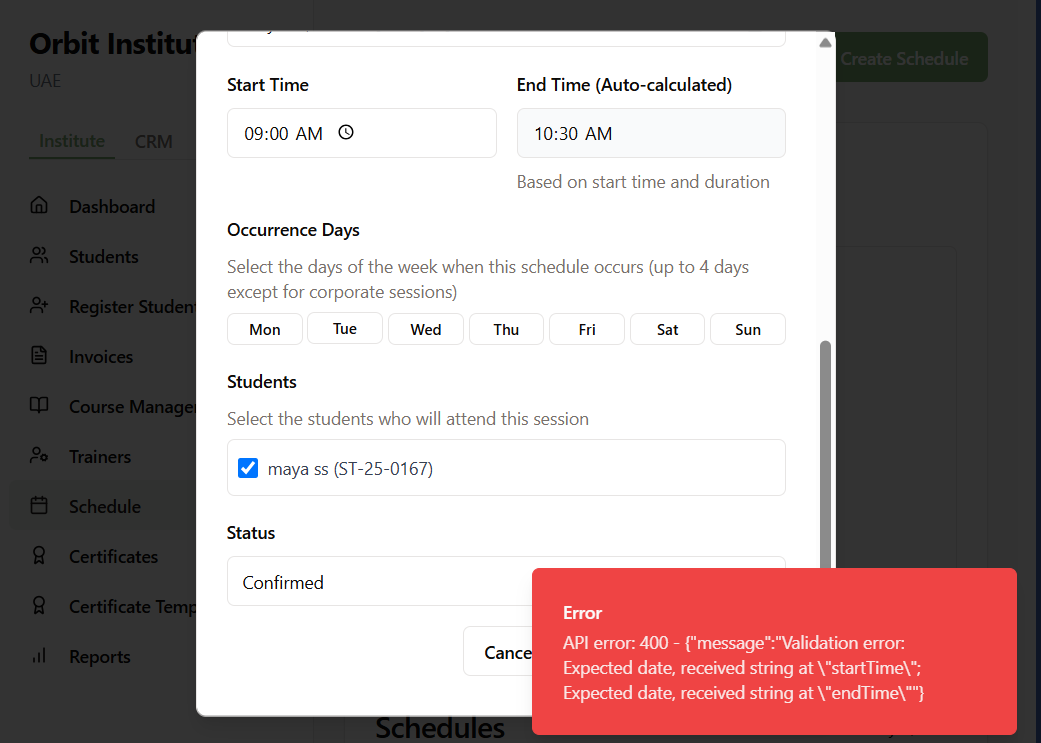 Orbit Institut
UAE
Create Schedule
Institute
CRM
Dashboard
Students
Register Student
Invoices
Course Manage
Trainers
Schedule
Certificates
Certificate Temp
Reports
Start Time
End Time (Auto-calculated)
09:00 AM
10:30 AM
Based on start time and duration
Occurrence Days
Select the days of the week when this schedule occurs (up to 4 days
except for corporate sessions)
Mon Tue Wed Thu Fri Sat Sun
Students
Select the students who will attend this session
maya ss (ST-25-0167)
Status
Confirmed
Cance
Error
API error: 400 - {"message":"Validation error:
Expected date, received string at \"startTime\";
Expected date, received string at \"endTime\""}
Schedules